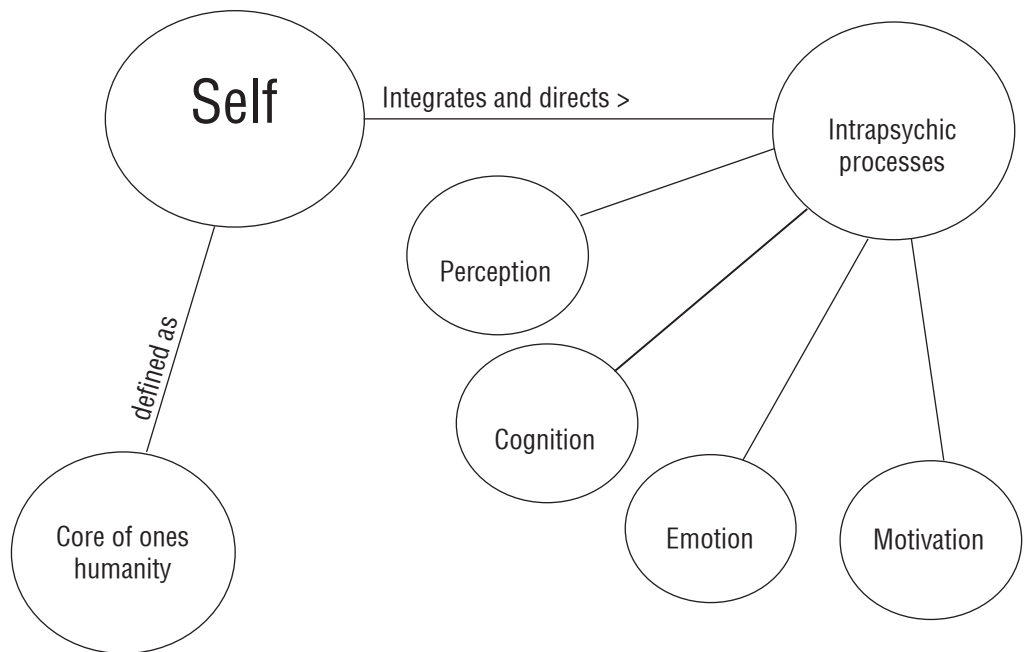 Self
Integrates and directs >
Intrapsychic
processes
Perception
defined as
Cognition
Core of ones
humanity
Emotion
Motivation